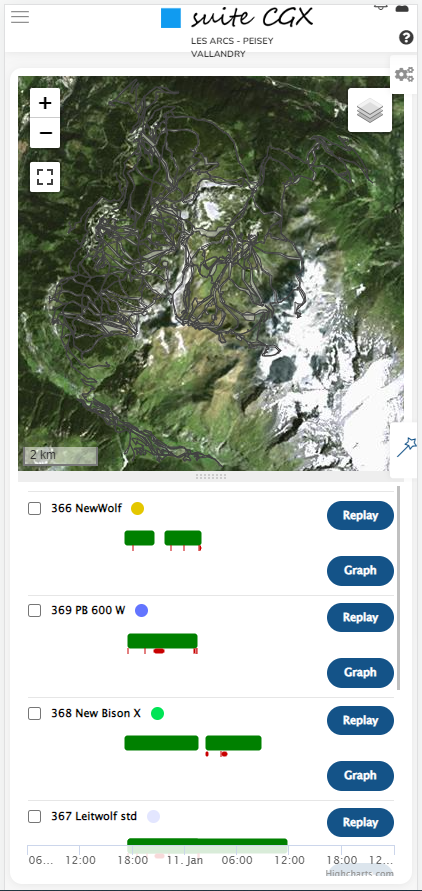 suite CGX
LES ARCS - PEISEY
VALLANDRY
?
+
−
2 km
366 NewWolf
Replay
Graph
369 PB 600 W
Replay
Graph
368 New Bison X
Replay
Graph
367 Leitwolf std
Replay
06... 12:00 18:00 11. Jan 06:00 12:00 18:00 12...
Highcharts.com